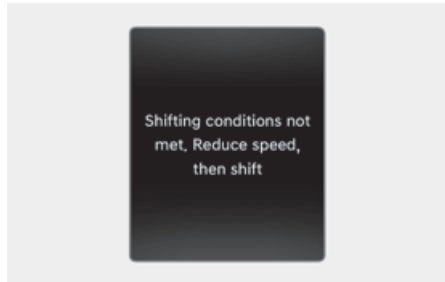 Shifting conditions not
met. Reduce speed,
then shift